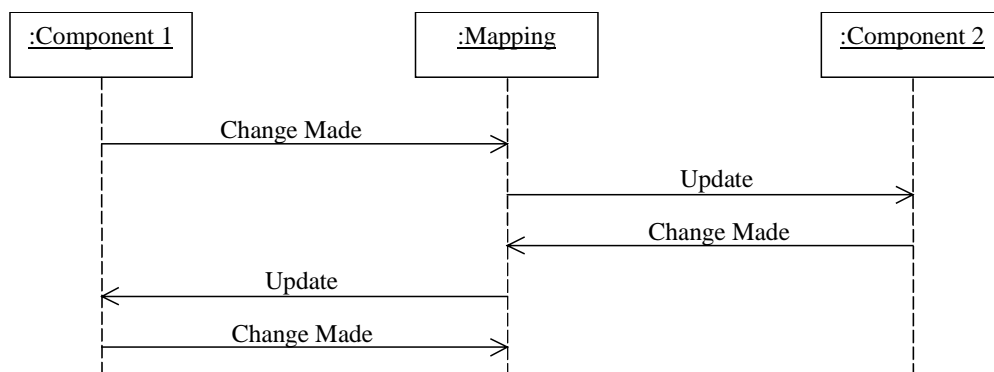 :Component 1
:Mapping
:Component 2
Change Made
Update
Change Made
Update
Change Made